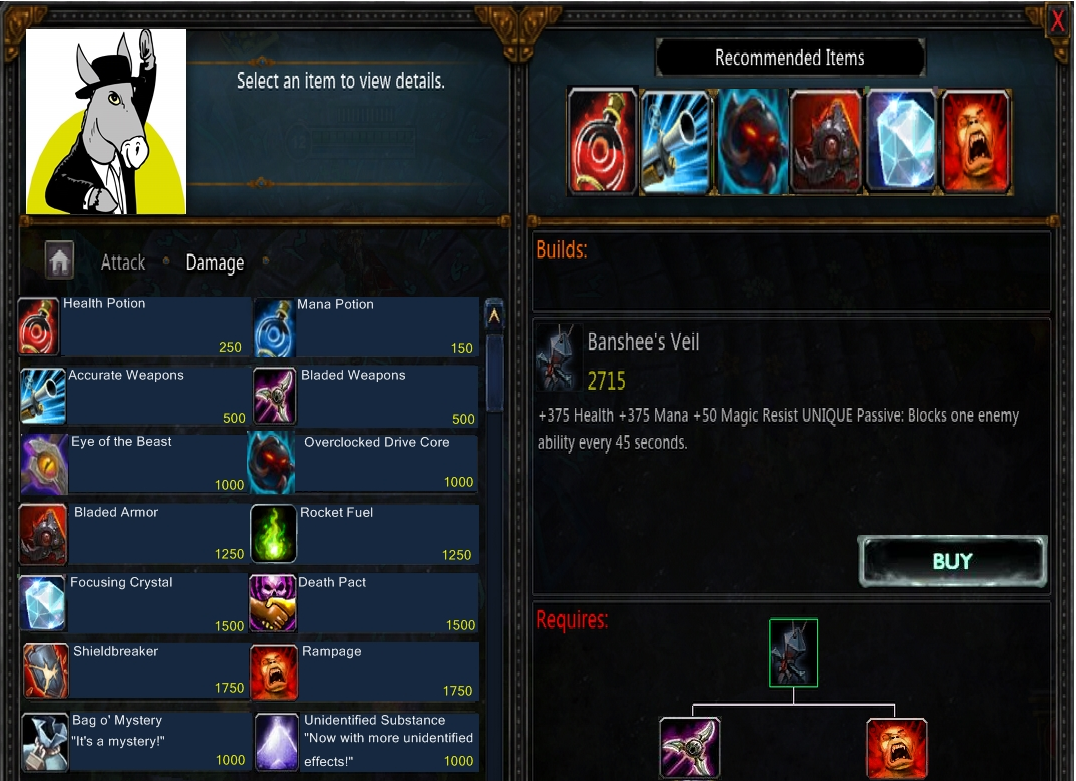 Select an item to view details.
Attack
Damage
Health Potion
250
Mana Potion
150
Accurate Weapons
500
Bladed Weapons
500
Eye of the Beast
1000
Overclocked Drive Core
1000
Bladed Armor
1250
Rocket Fuel
1250
Focusing Crystal
1500
Death Pact
1500
Shieldbreaker
1750
Rampage
1750
Bag o' Mystery
"It's a mystery!"
1000
Unidentified Substance
"Now with more unidentified
effects!"
1000
X
Recommended Items
Builds:
Banshee's Veil
2715
+375 Health +375 Mana +50 Magic Resist UNIQUE Passive: Blocks one enemy
ability every 45 seconds.
BUY
Requires: